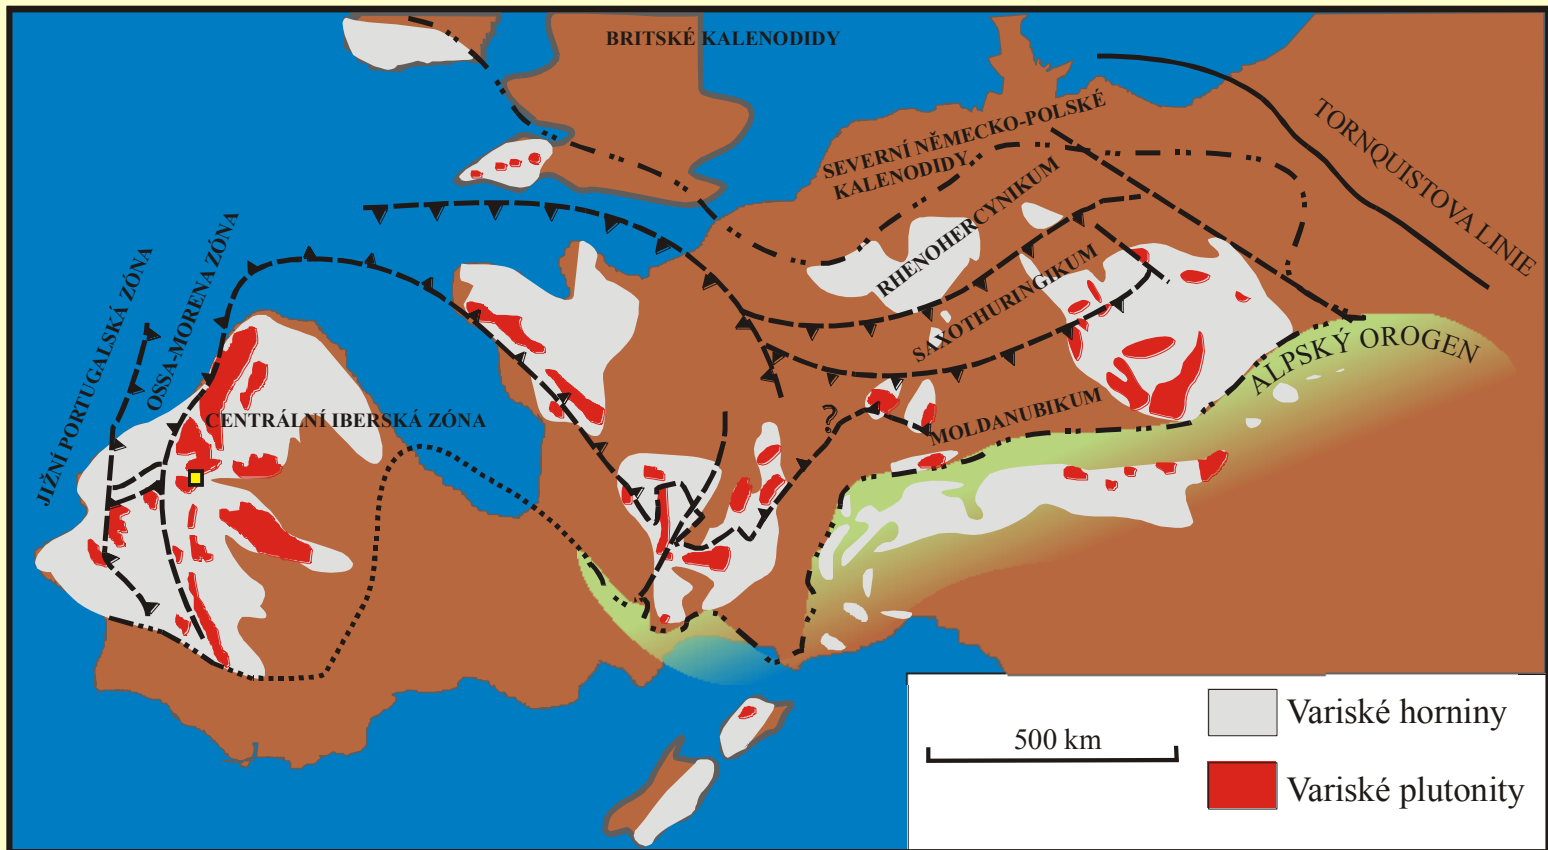 BRITSKÉ KALENODIDY
SEVERNÍ NĚMECKO-POLSKÉ
KALENODIDY
TORNQUISTOVA LINIE
RHENOHERCYNIKUM
SAXOTHURINGIKUM
ALPSKÝ OROGEN
MOLDANUBIKUM
JIŽNÍ PORTUGALSKÁ ZÓNA
OSSA-MORENA ZÓNA
CENTRÁLNÍ IBERSKÁ ZÓNA
?
500 km
Variské horniny
Variské plutonity